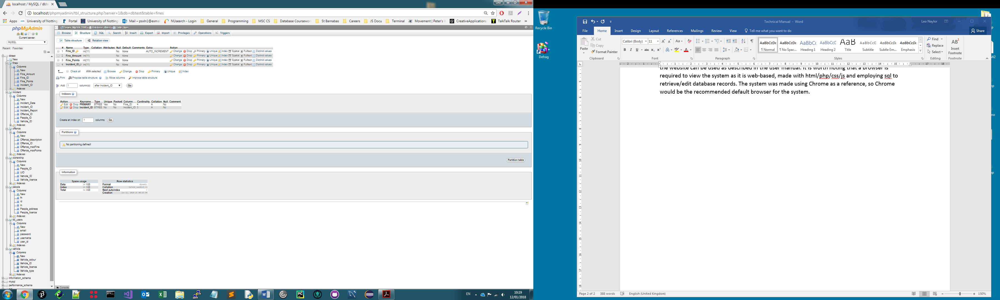 localhost / MySQL / dbte
Leo
localhost/phpmyadmin/tbl_structure.php?server=1&db=dbtest&table=fines
Apps University of Notting Portal University of Notting Mail – psxln1@exma NUsearch - Login General Programming MSC CS Database Coursework St Barnabas Careers JS Docu Terminal Movement | Peter's V CreativeApplications. TalkTalk Router »
phpMyAdmin
Current server:
MySQL
Recent Favorites
dbtest
New
fines
Columns
New
Fine_Amount
Fine_ID
Fine_Points
Incident_ID
Indexes
incident
Columns
New
Incident_Date
Incident_ID
Incident_Report
Offence_ID
People_ID
Vehicle_ID
Indexes
offence
Columns
New
Offence_description
Offence_ID
Offence_maxFine
Offence_maxPoints
Indexes
ownership
Columns
New
People_ID
UID
Vehicle_ID
Vehicle_licence
Indexes
people
Columns
New
fn
id
ln
People_address
People_licence
Indexes
tbl_users
Columns
New
email
password
username
user_id
Indexes
vehicle
Columns
New
Vehicle_colour
Vehicle_ID
Vehicle_licence
Vehicle_type
Indexes
information_schema
mysql
performance_schema
Server: MySQL:3300 » Database: dbtest » Table: fines
Browse Structure SQL Search Insert Export Import Privileges Operations Triggers
Table structure Relation view
# Name Type Collation Attributes Null Default Comments Extra Action
1 Fine_ID int(11) No None AUTO_INCREMENT Change Drop Primary Unique Index Spatial Fulltext Distinct values
2 Fine_Amount int(11) No None Change Drop Primary Unique Index Spatial Fulltext Distinct values
3 Fine_Points int(11) No None Change Drop Primary Unique Index Spatial Fulltext Distinct values
4 Incident_ID int(11) No None Change Drop Primary Unique Index Spatial Fulltext Distinct values
Check all With selected: Browse Change Drop Primary Unique Index
Print Propose table structure Move columns Improve table structure
Add 1 column(s) after Incident_ID Go
Indexes
Action Keyname Type Unique Packed Column Cardinality Collation Null Comment
Edit Drop PRIMARY BTREE Yes No Fine_ID 4 A No
Edit Drop Incident_ID BTREE No No Incident_ID 3 A No
Create an index on 1 columns Go
Partitions
No partitioning defined!
Partition table
Information
Space usage
Data KiB
Index KiB
Total KiB
Row statistics
Format dynamic
Collation latin1_swedish_ci
Next autoindex
Creation
Console
EN
10:19
12/01/2018
Recycle Bin
Defrag
Technical Manual - Word
Leo Naylor
File Home Insert Design Layout References Mailings Review View Tell me what you want to do Share
Paste
Cut
Copy
Format Painter
Clipboard
Calibri (Body) 11
Font
Paragraph
AaBbCcDc AaBbCcDc AaBbC AaBbCcE AaB AaBbCcD AaBbCcDc AaBbCcDc
¶ Normal ¶ No Spac... Heading 1 Heading 2 Title Subtitle Subtle Em... Emphasis
Styles
Find
Replace
Select
Editing
AB¹
Insert
Footnote
Footnote
the website can be used as described in the user manual. It is worth noting that a browser is
required to view the system as it is web-based, made with html/php/css/js and employing sql to
retrieve/edit database records. The system was made using Chrome as a reference, so Chrome
would be the recommended default browser for the system.
Page 2 of 2 388 words English (United Kingdom) 150%